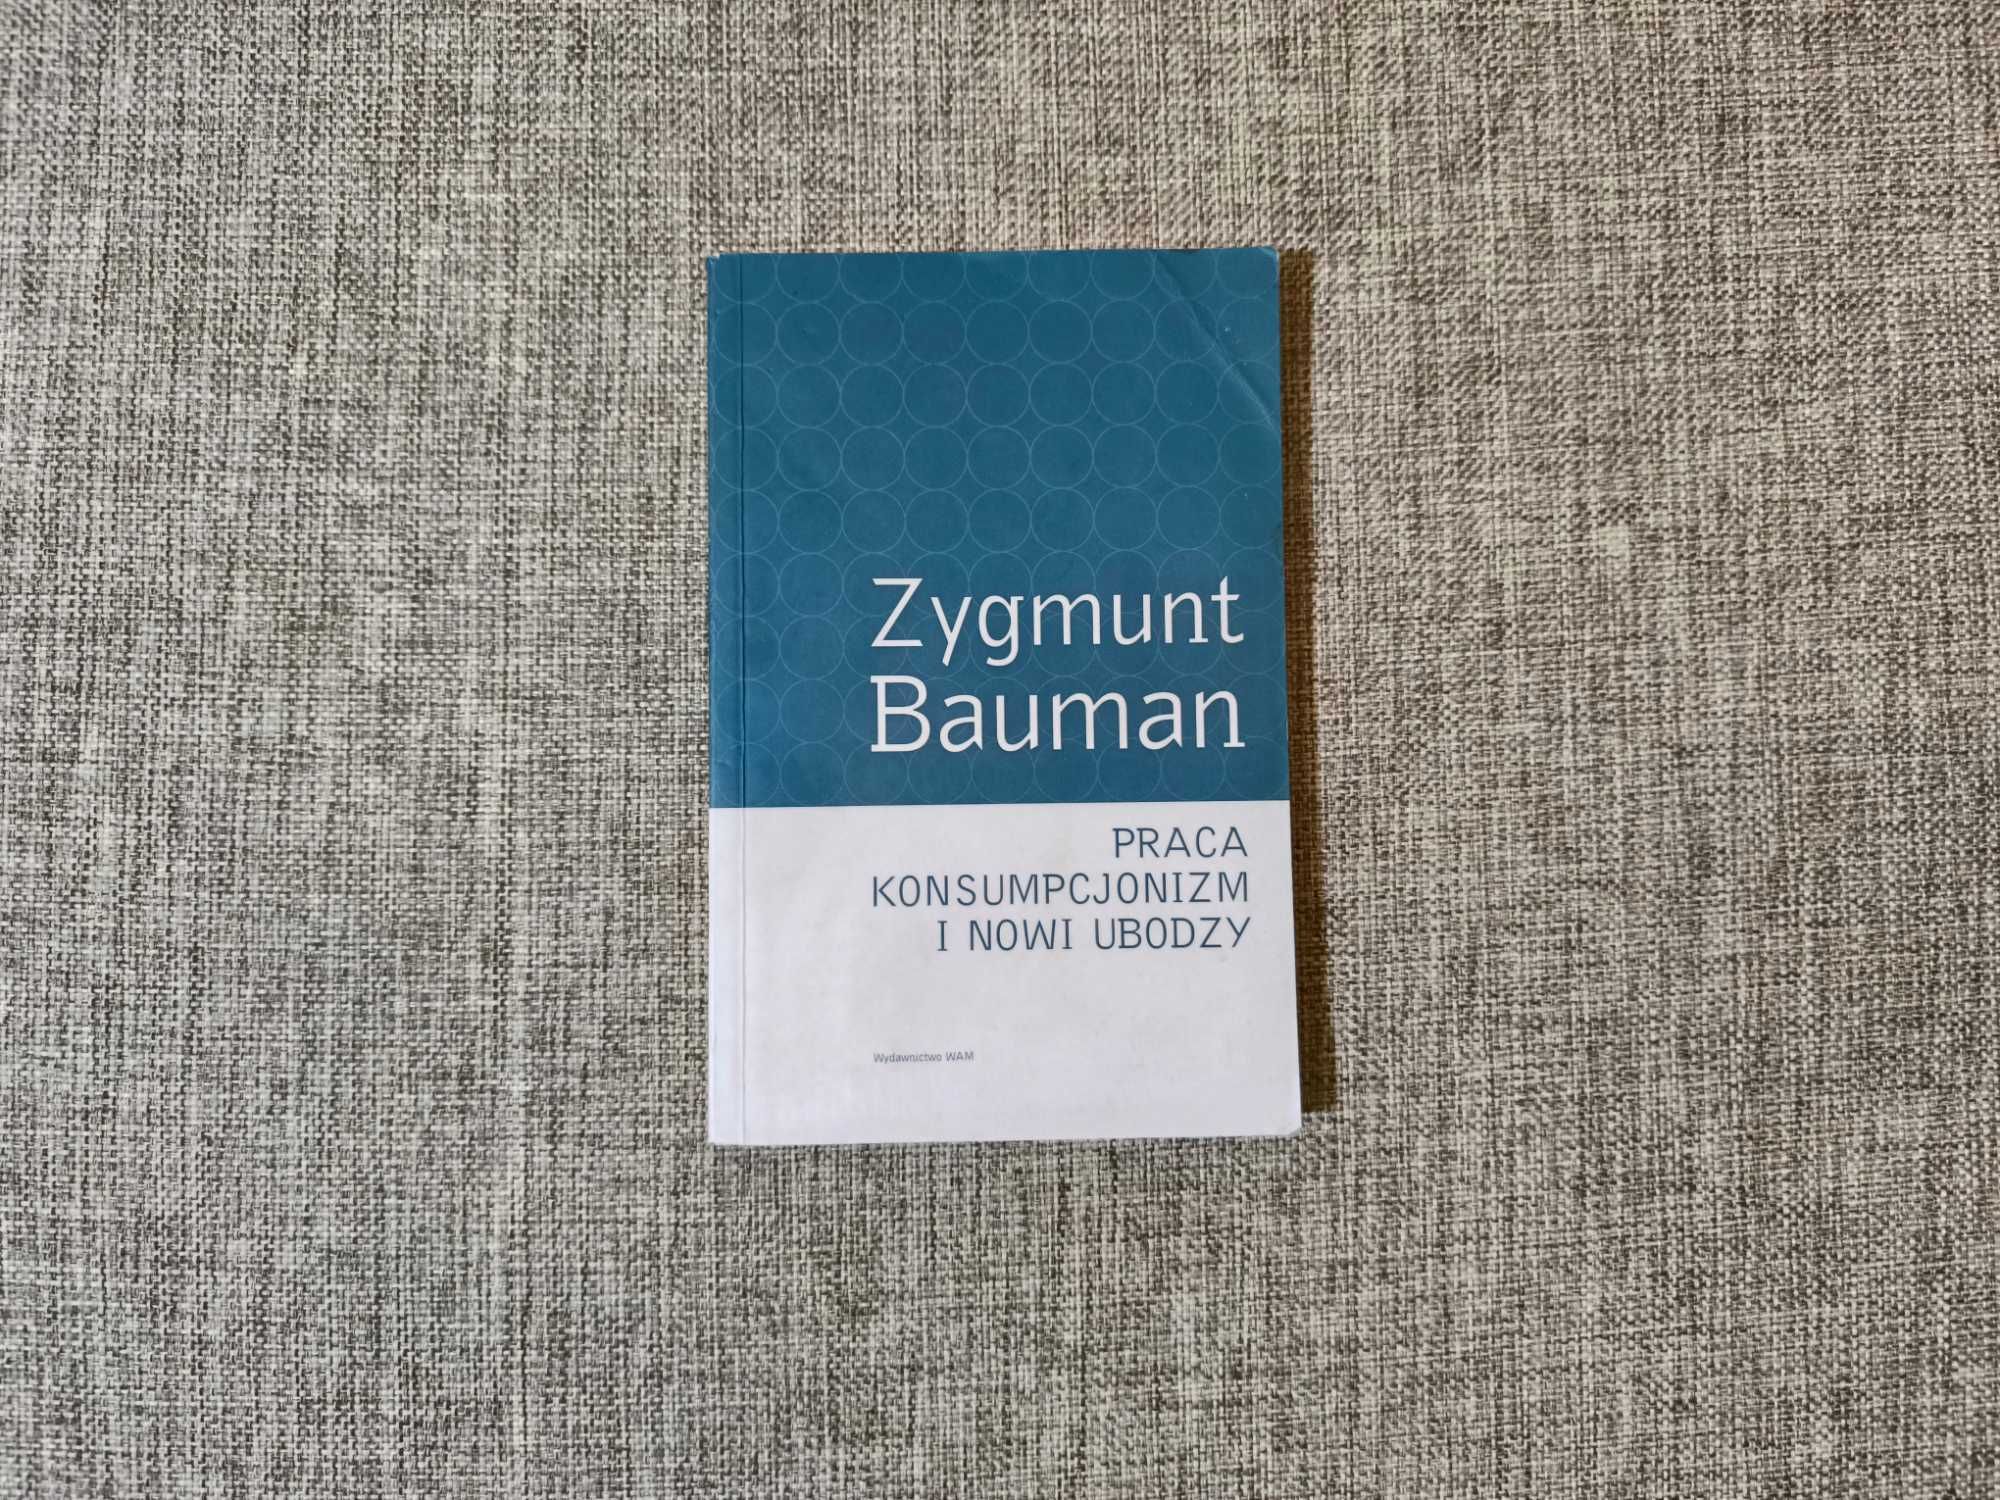 Zygmunt
Bauman
PRACA
KONSUMPCJONIZM
I NOWI UBODZY
Wydawnictwo WAM